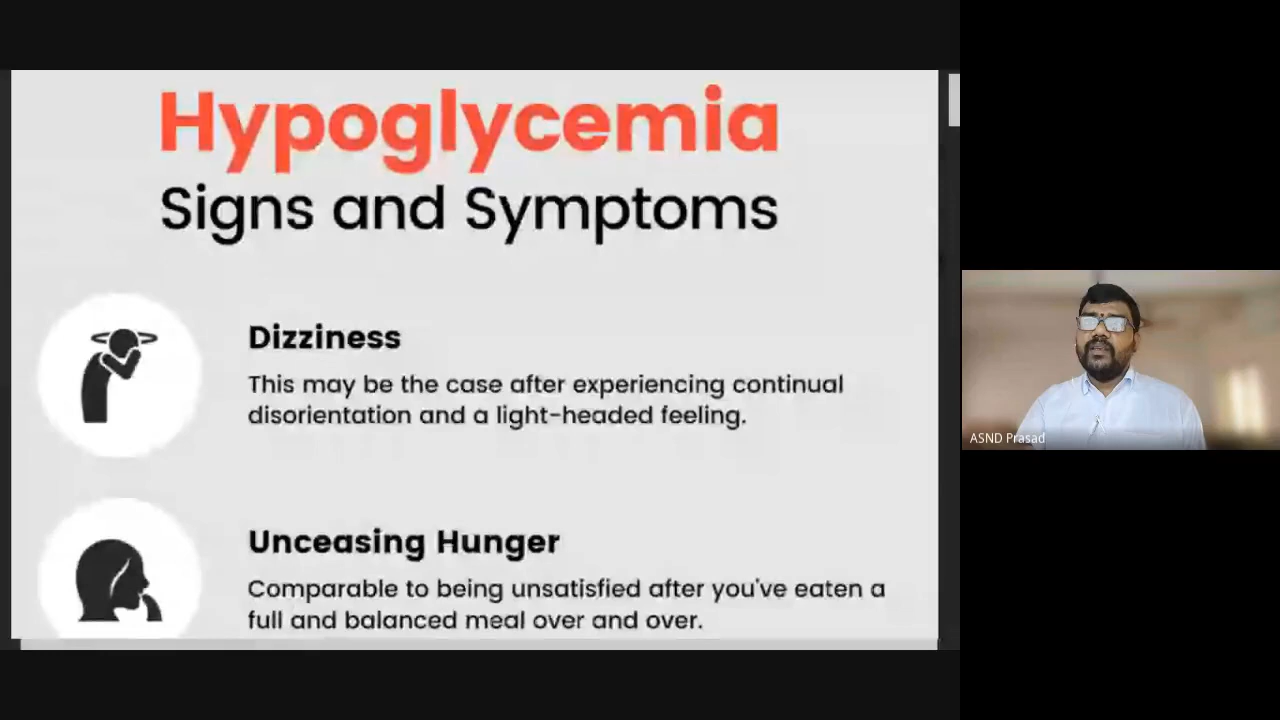 Hypoglycemia
Signs and Symptoms
Dizziness
This may be the case after experiencing continual
disorientation and a light-headed feeling.
Unceasing Hunger
Comparable to being unsatisfied after you've eaten a
full and balanced meal over and over.
ASND Prasad